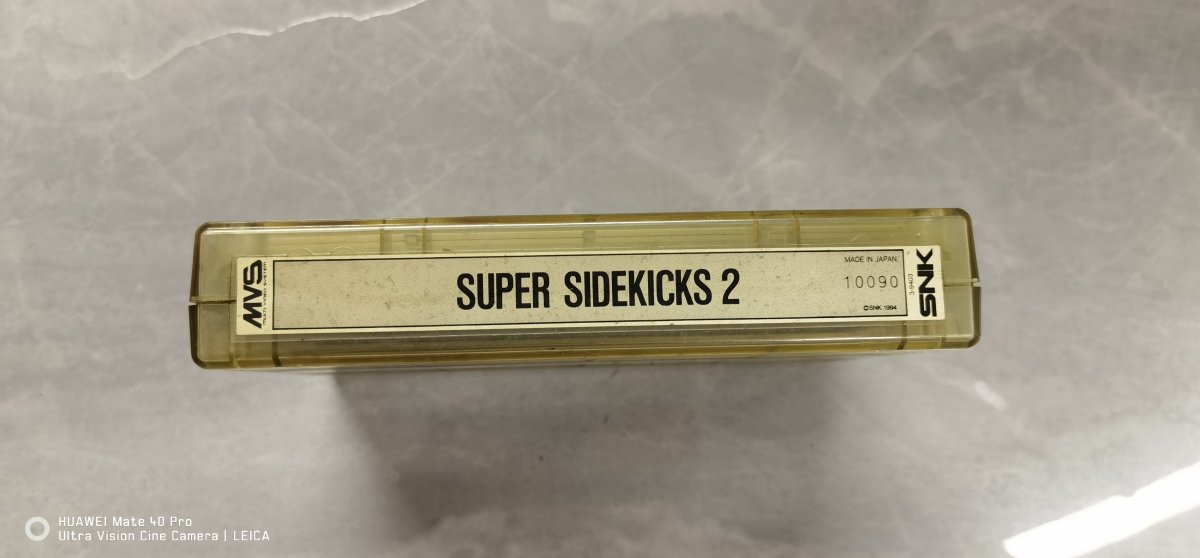 MVS
SUPER SIDEKICKS 2
MADE IN JAPAN
10090
©SNK 1994
SNK
HUAWEI Mate 40 Pro
Ultra Vision Cine Camera | LEICA